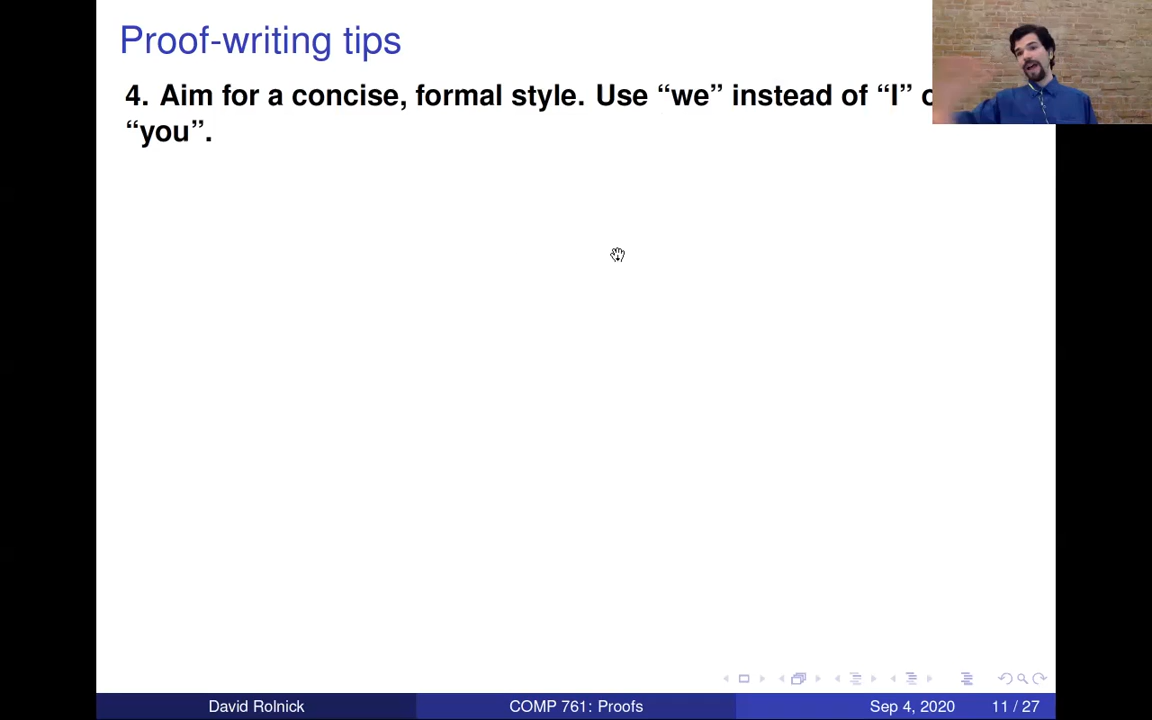 Proof-writing tips
4. Aim for a concise, formal style. Use “we” instead of “I”
“you”.
David Rolnick COMP 761: Proofs Sep 4, 2020 11 / 27